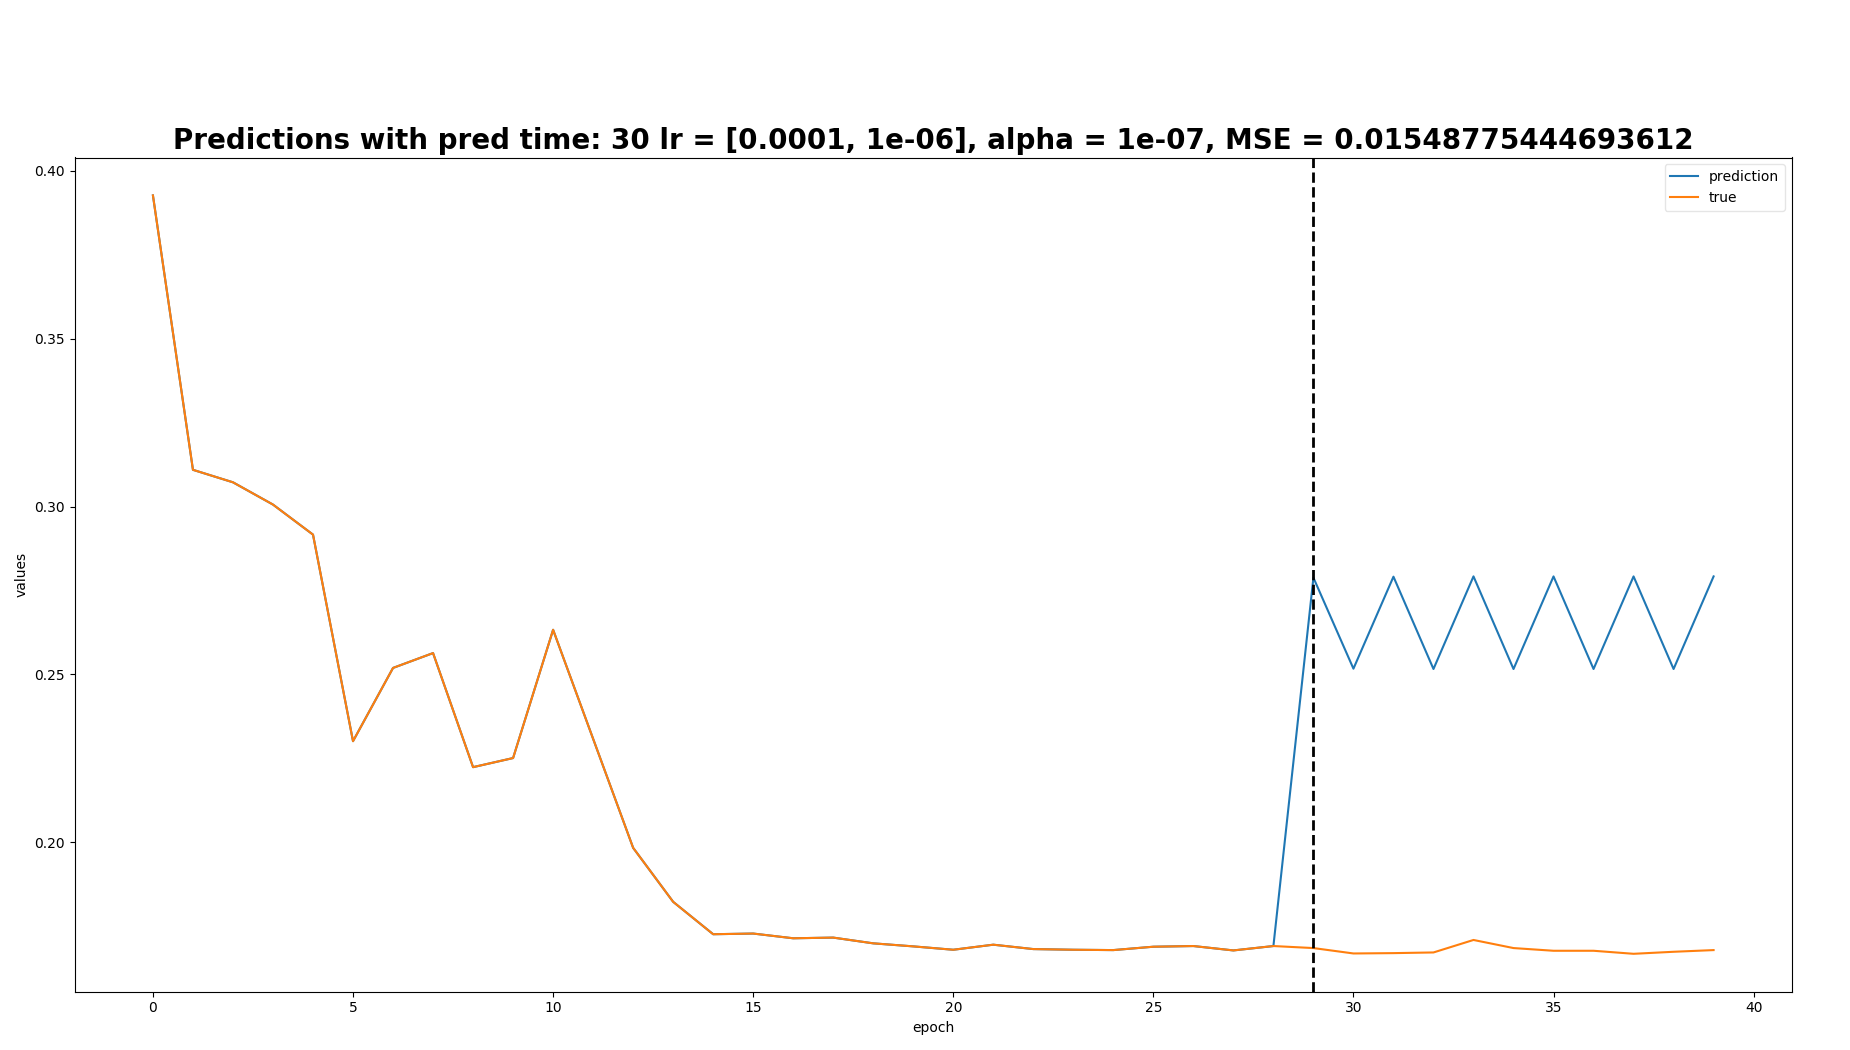 Predictions with pred time: 30 lr = [0.0001, 1e-06], alpha = 1e-07, MSE = 0.01548775444693612
prediction
true
0.40
0.35
0.30
0.25
0.20
values
0 5 10 15 20 25 30 35 40
epoch